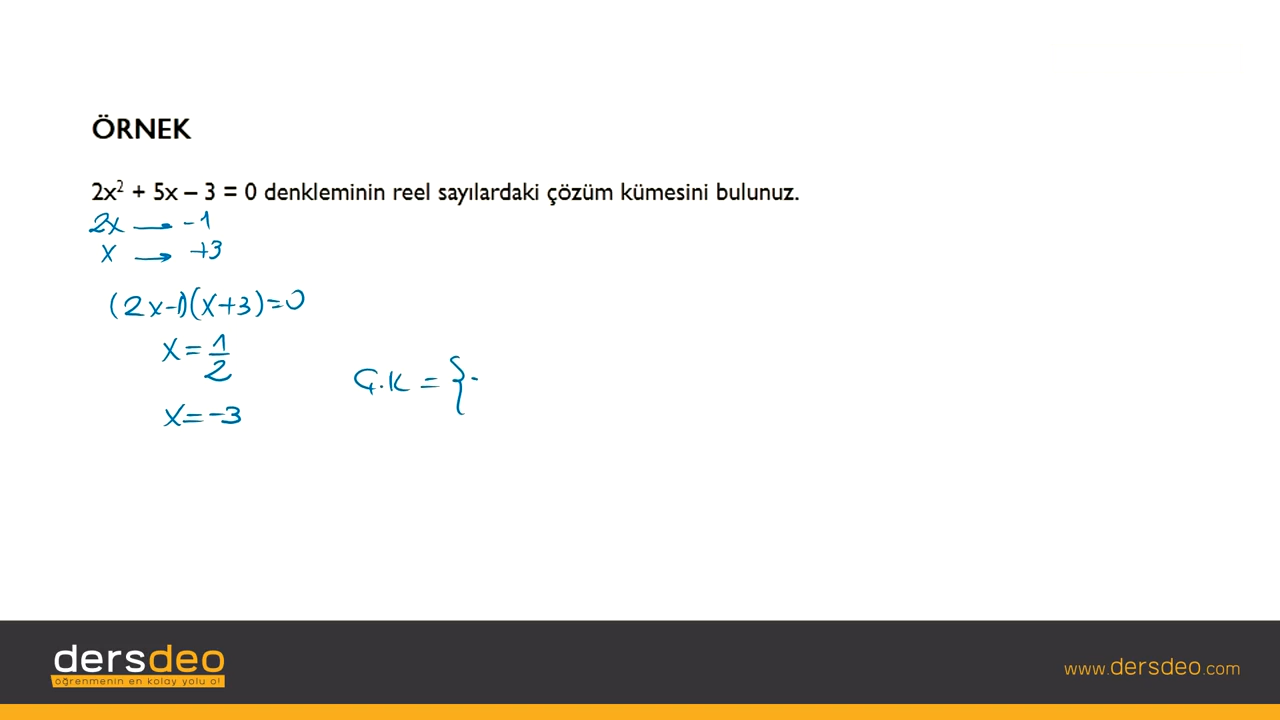 ÖRNEK
2x² + 5x – 3 = 0 denkleminin reel sayılardaki çözüm kümesini bulunuz.
2x → -1
x → +3
(2x-1)(x+3)=0
x = 1/2
x = -3
Ç.K = {-
dersdeo
öğrenmenin en kolay yolu o!
www.dersdeo.com